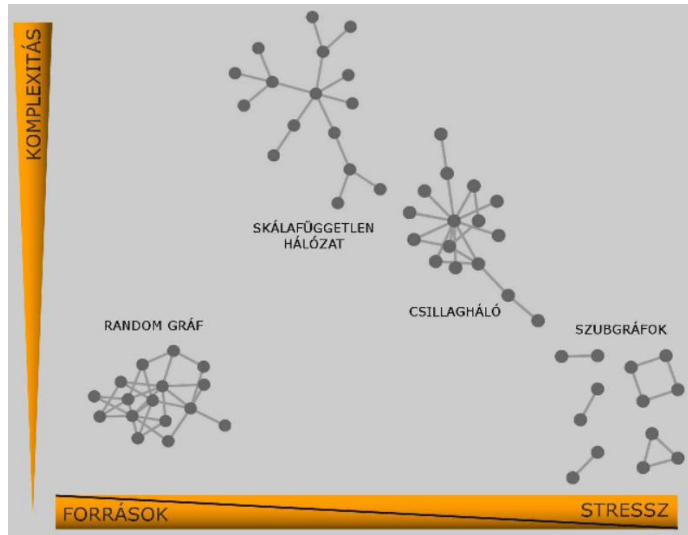 KOMPLEXITÁS
SKÁLAFÜGGETLEN
HÁLÓZAT
CSILLAGHÁLÓ
RANDOM GRÁF
SZUBGRÁFOK
FORRÁSOK
STRESSZ